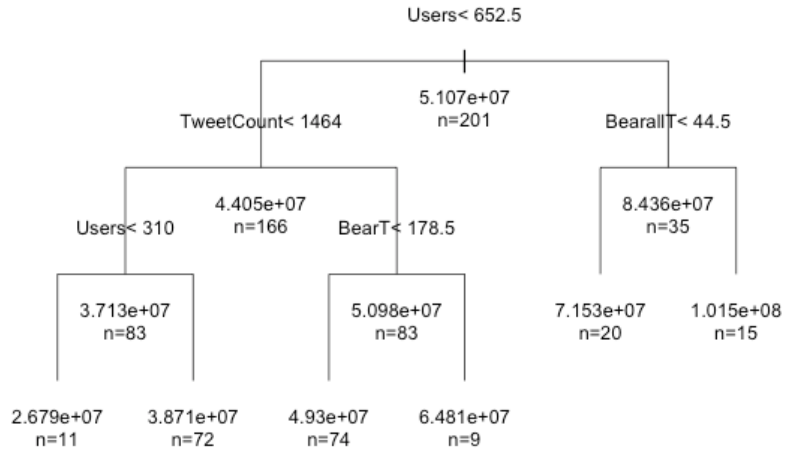 Users< 652.5
5.107e+07
n=201
TweetCount< 1464
BearallT< 44.5
4.405e+07
n=166
8.436e+07
n=35
Users< 310
BearT< 178.5
3.713e+07
n=83
5.098e+07
n=83
7.153e+07
n=20
1.015e+08
n=15
2.679e+07
n=11
3.871e+07
n=72
4.93e+07
n=74
6.481e+07
n=9